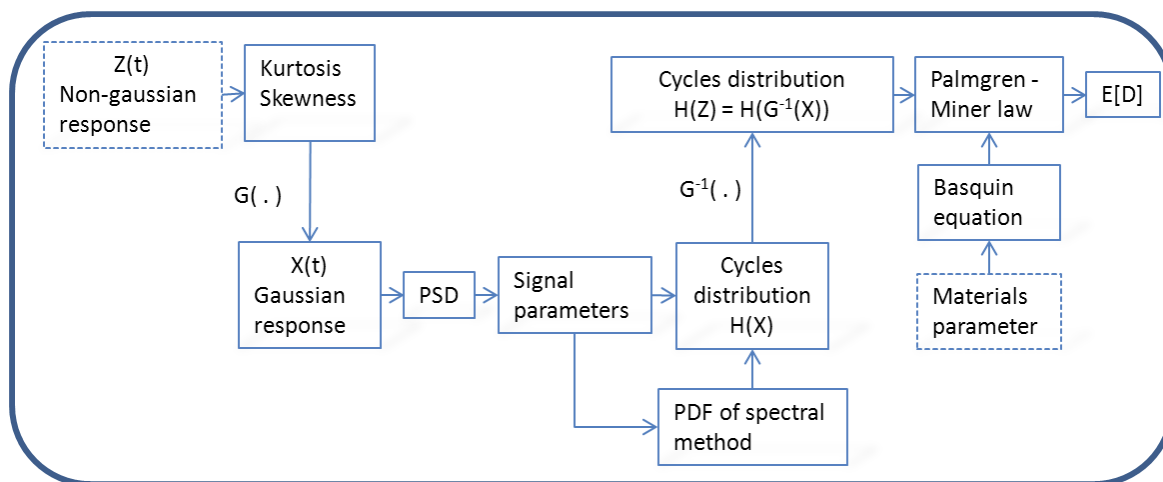 Z(t)
Non-gaussian
response
Kurtosis
Skewness
G( . )
X(t)
Gaussian
response
PSD
Signal
parameters
Cycles
distribution
H(X)
PDF of spectral
method
G⁻¹( . )
Cycles distribution
H(Z) = H(G⁻¹(X))
Palmgren -
Miner law
E[D]
Basquin
equation
Materials
parameter